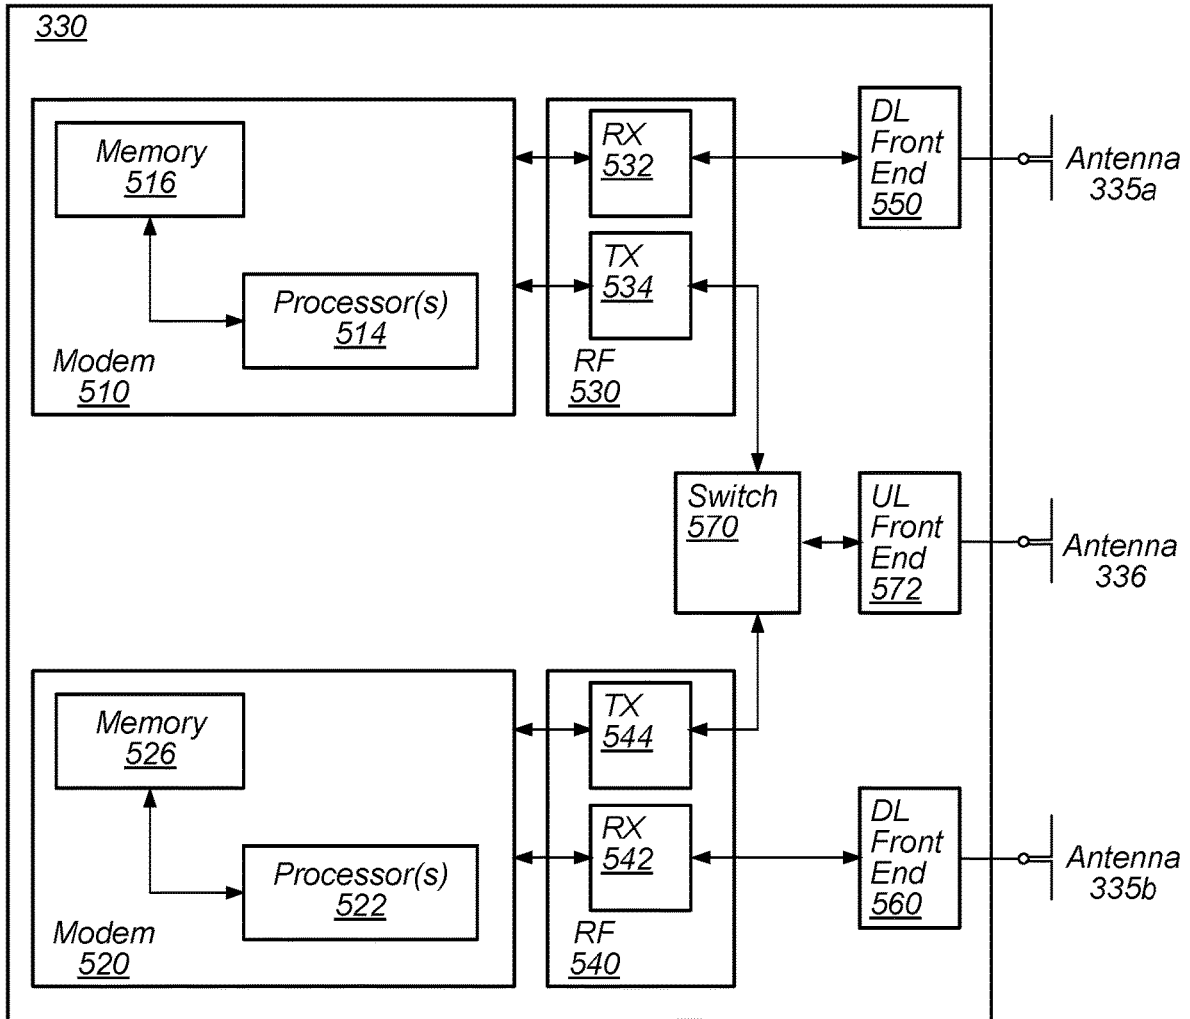 330
Memory
516
Processor(s)
514
Modem
510
RX
532
TX
534
RF
530
DL
Front
End
550
Antenna
335a
Switch
570
UL
Front
End
572
Antenna
336
Memory
526
Processor(s)
522
Modem
520
TX
544
RX
542
RF
540
DL
Front
End
560
Antenna
335b